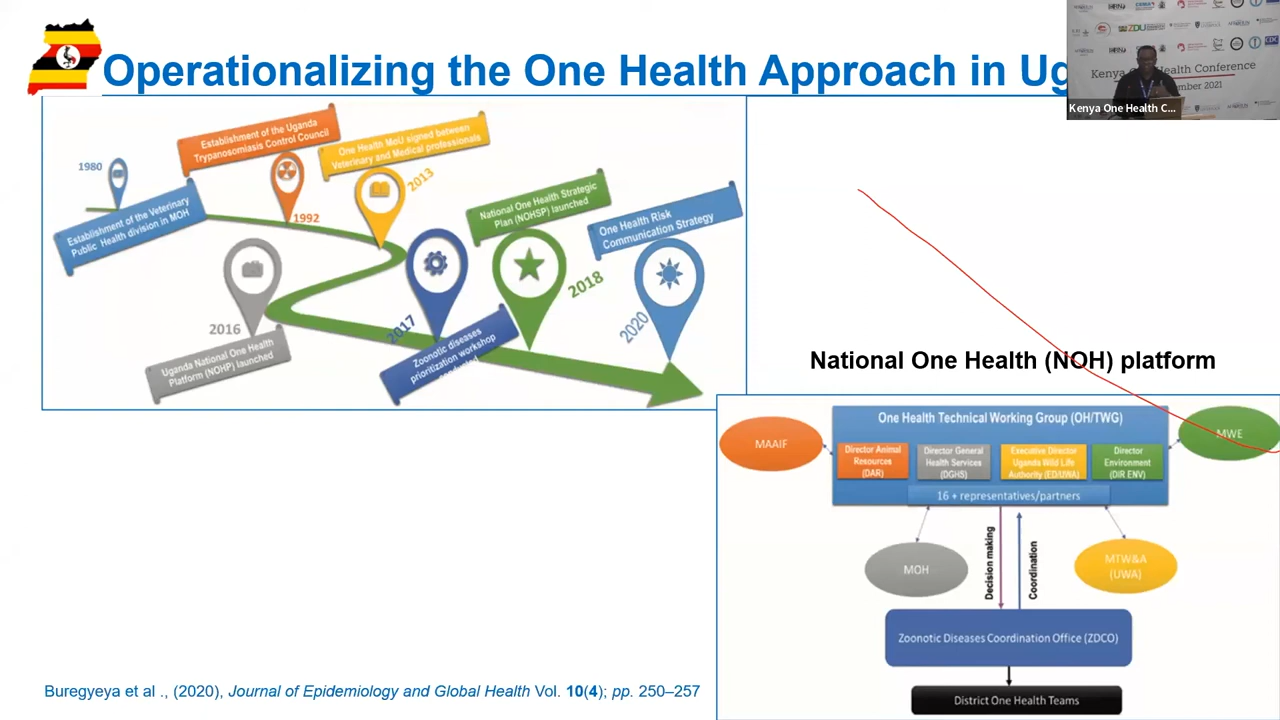 Operationalizing the One Health Approach in Ug
Kenya One Health Conference
mber 2021
Kenya One Health C...
1980
Establishment of the Veterinary
Public Health division in MOH
Establishment of the Uganda
Trypanosomiasis Control Council
1992
One Health MoU signed between
Veterinary and Medical professionals
2013
2016
Uganda National One Health
Platform (NOHP) launched
2017
Zoonotic diseases
prioritization workshop
National One Health Strategic
Plan (NOHSP) launched
2018
One Health Risk
Communication Strategy
2020
National One Health (NOH) platform
One Health Technical Working Group (OH/TWG)
MAAIF
Director Animal
Resources
(DAR)
Director General
Health Services
(DGHS)
Executive Director
Uganda Wild Life
Authority (ED/UWA)
Director
Environment
(DIR ENV)
MWE
16 + representatives/partners
MOH
Decision making
Coordination
MTW&A
(UWA)
Zoonotic Diseases Coordination Office (ZDCO)
District One Health Teams
Buregyeya et al ., (2020), Journal of Epidemiology and Global Health Vol. 10(4); pp. 250–257